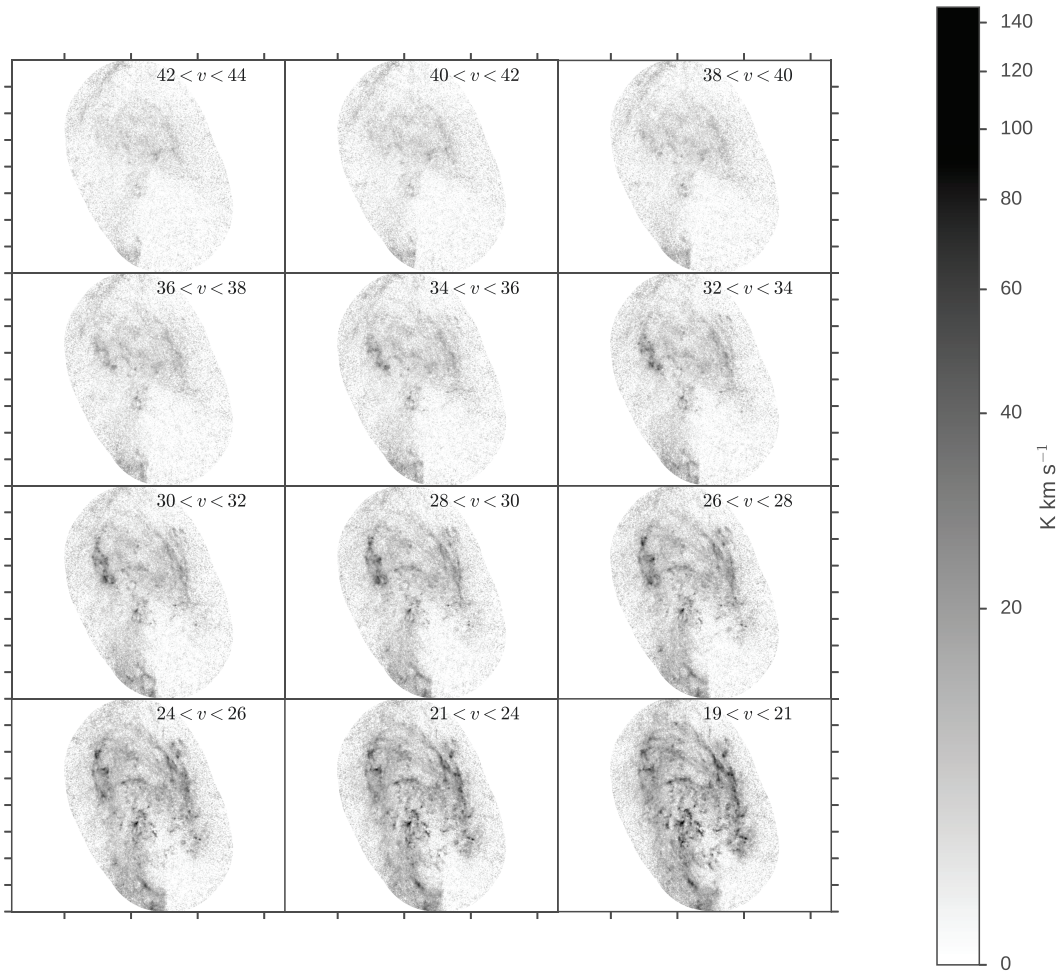 42 < v < 44
40 < v < 42
38 < v < 40
36 < v < 38
34 < v < 36
32 < v < 34
30 < v < 32
28 < v < 30
26 < v < 28
24 < v < 26
21 < v < 24
19 < v < 21
140
120
100
80
60
40
20
0
K km s⁻¹